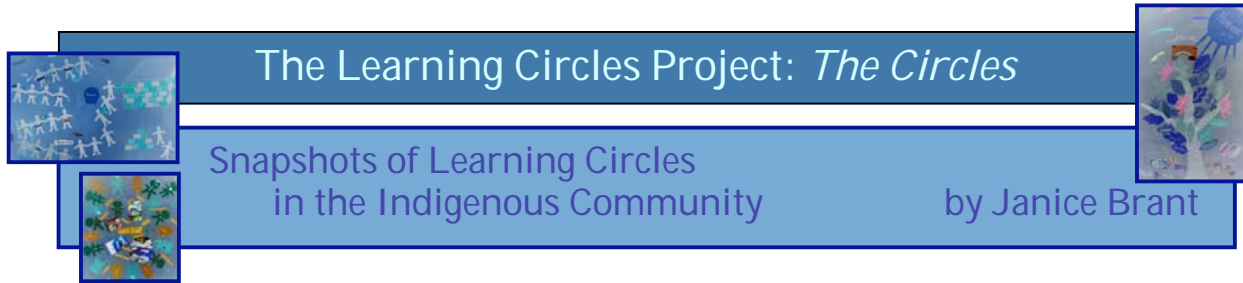 The Learning Circles Project: The Circles
Snapshots of Learning Circles
in the Indigenous Community by Janice Brant